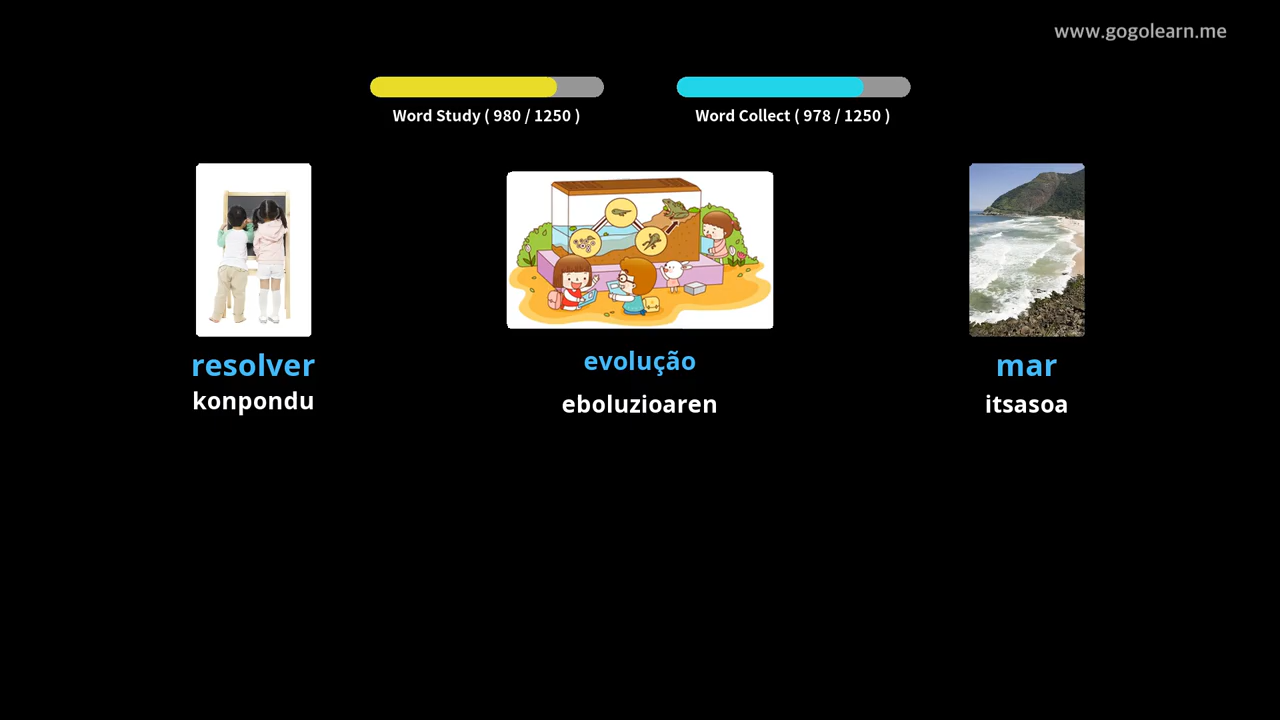 www.gogolearn.me
Word Study ( 980 / 1250 )
Word Collect ( 978 / 1250 )
resolver
konpondu
evolução
eboluzioaren
mar
itsasoa